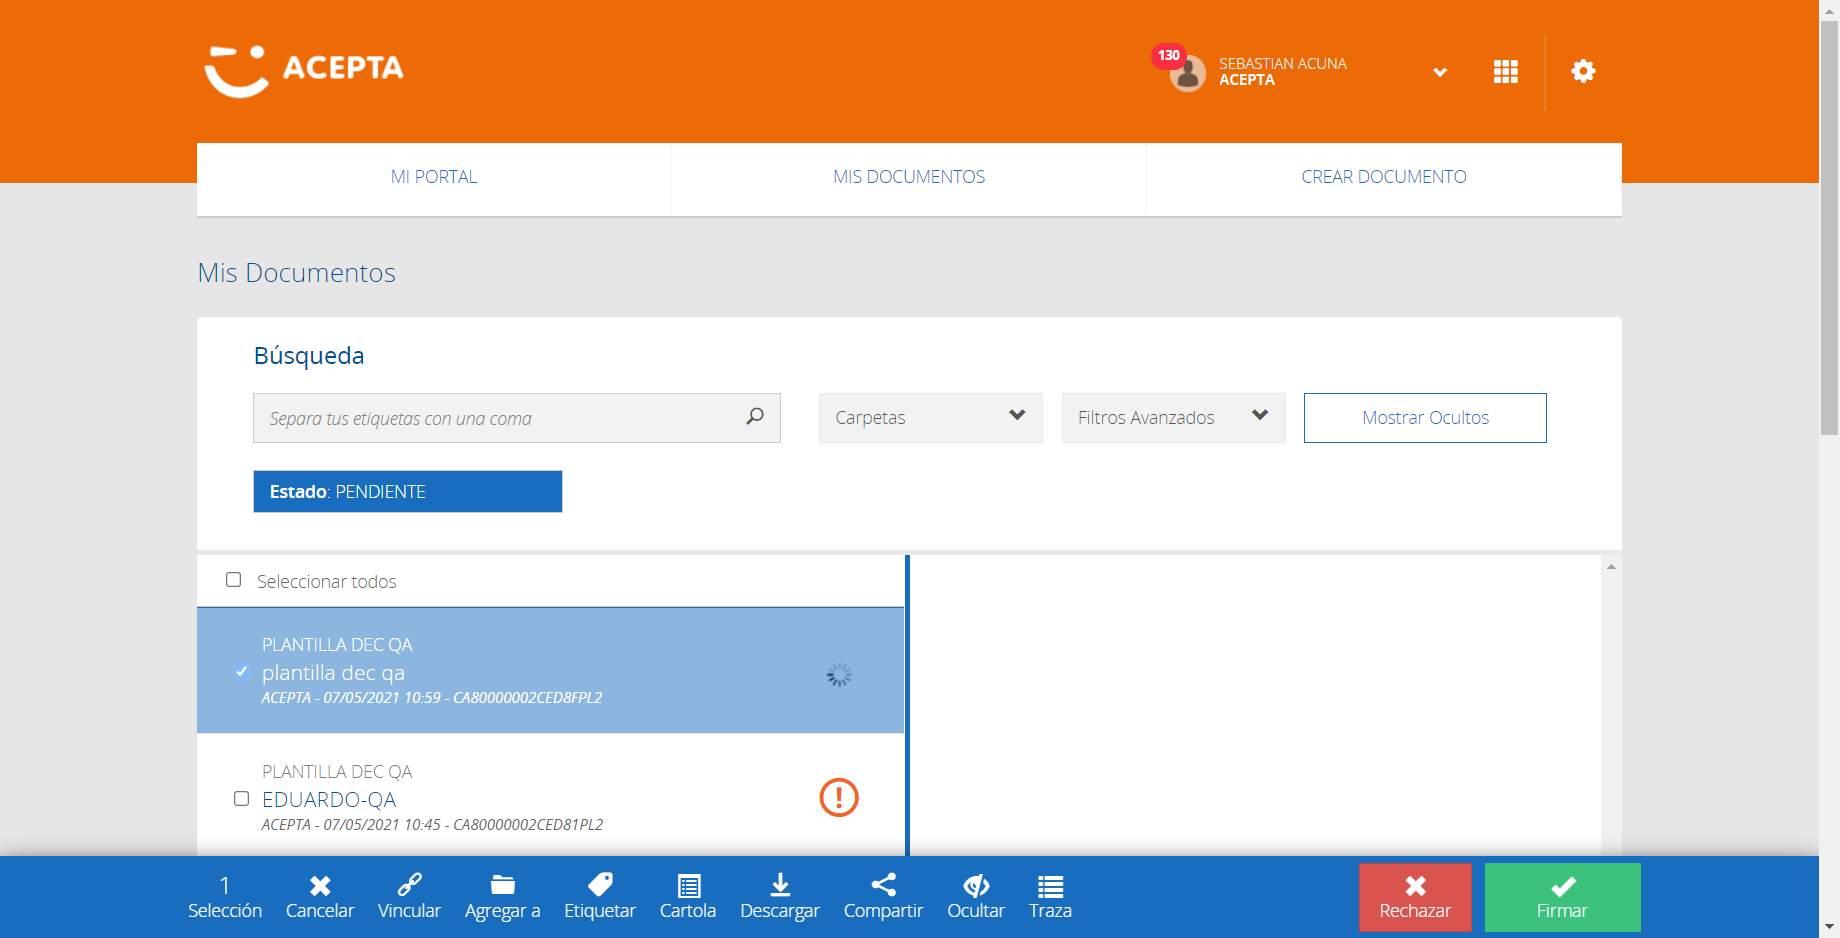 ACEPTA
130
SEBASTIAN ACUNA
ACEPTA
MI PORTAL
MIS DOCUMENTOS
CREAR DOCUMENTO
Mis Documentos
Búsqueda
Separa tus etiquetas con una coma
Carpetas
Filtros Avanzados
Mostrar Ocultos
Estado: PENDIENTE
Seleccionar todos
PLANTILLA DEC QA
plantilla dec qa
ACEPTA - 07/05/2021 10:59 - CA80000002CED8FPL2
PLANTILLA DEC QA
EDUARDO-QA
ACEPTA - 07/05/2021 10:45 - CA80000002CED81PL2
1
Selección
Cancelar
Vincular
Agregar a
Etiquetar
Cartola
Descargar
Compartir
Ocultar
Traza
Rechazar
Firmar